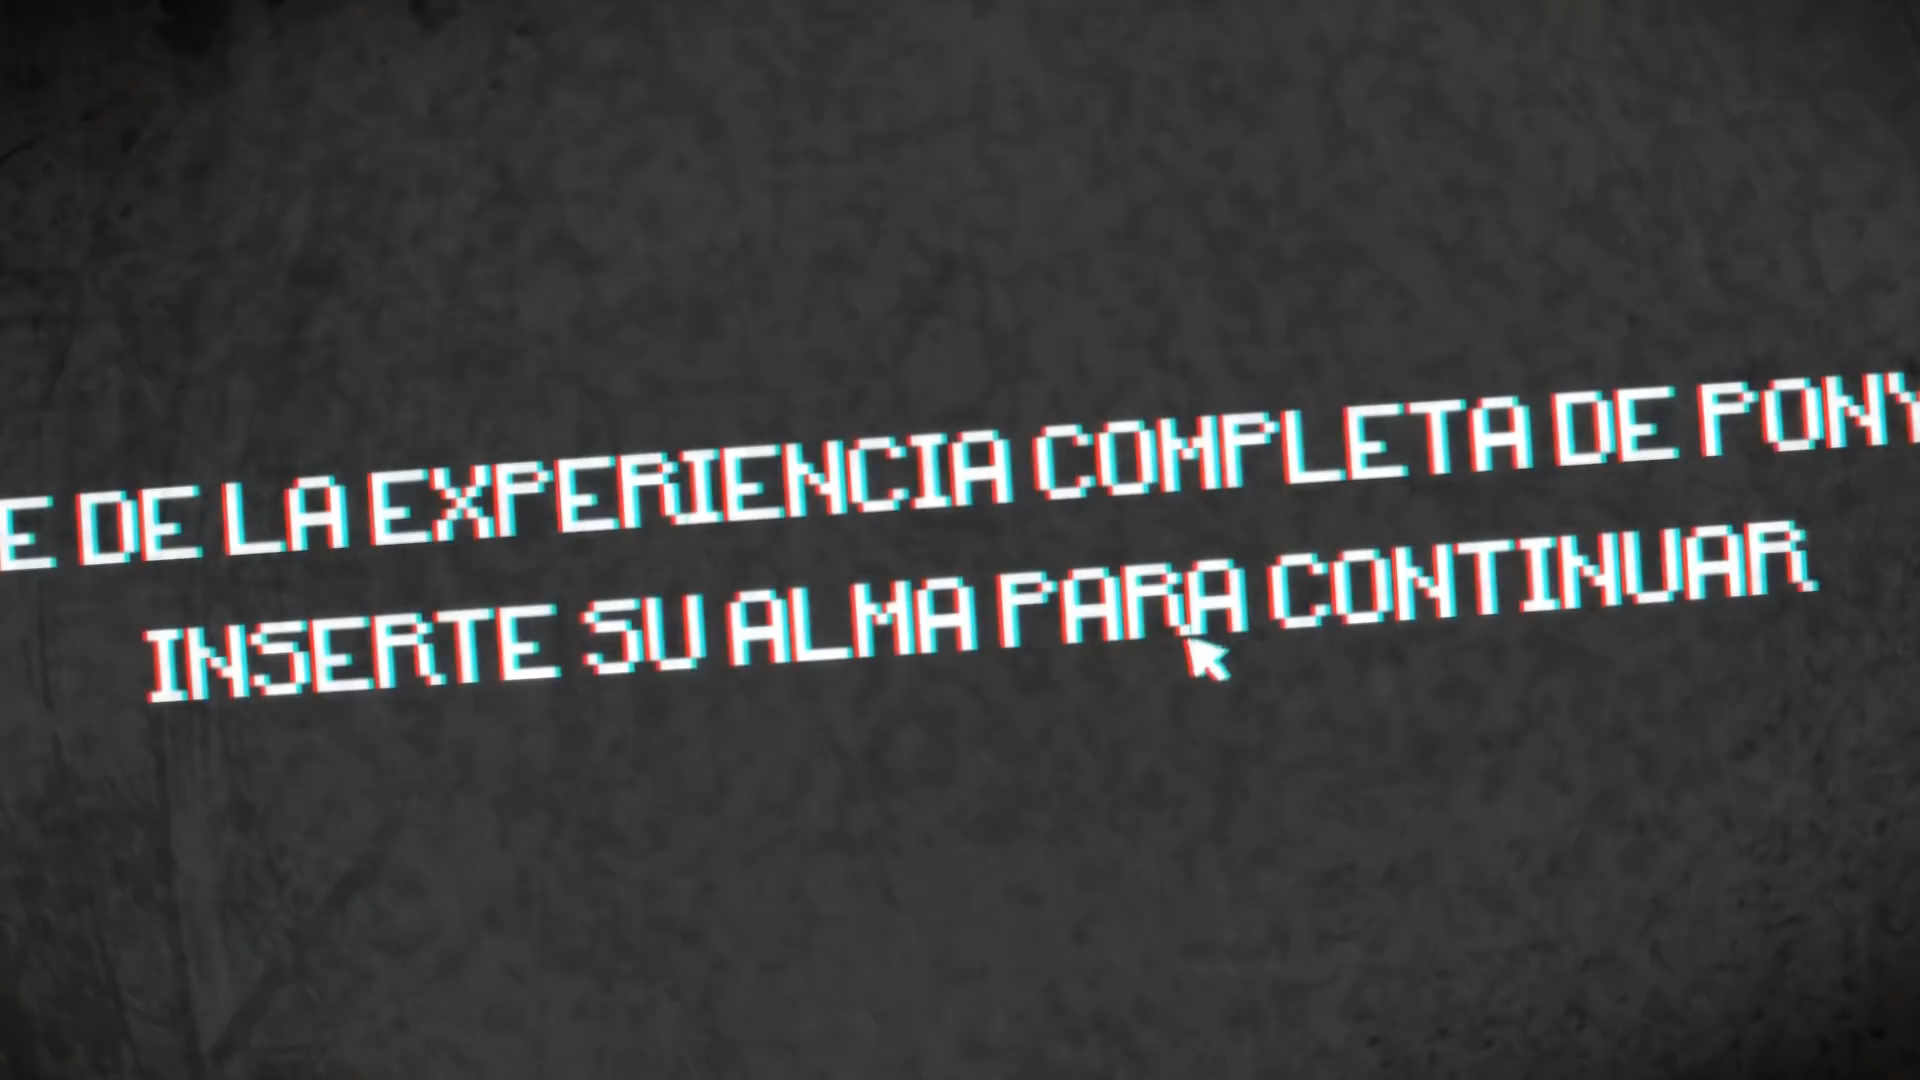 DE LA EXPERIENCIA COMPLETA DE PONY
INSERTE SU ALMA PARA CONTINUAR